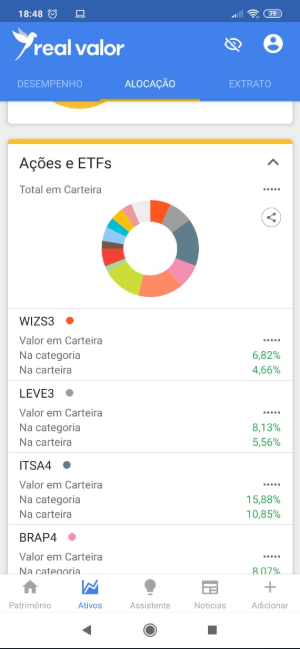 18:48
79
real valor
DESEMPENHO ALOCAÇÃO EXTRATO
Ações e ETFs
Total em Carteira •••••
WIZS3
Valor em Carteira •••••
Na categoria 6,82%
Na carteira 4,66%
LEVE3
Valor em Carteira •••••
Na categoria 8,13%
Na carteira 5,56%
ITSA4
Valor em Carteira •••••
Na categoria 15,88%
Na carteira 10,85%
BRAP4
Valor em Carteira •••••
Na categoria 8,07%
Patrimônio Ativos Assistente Noticias Adicionar